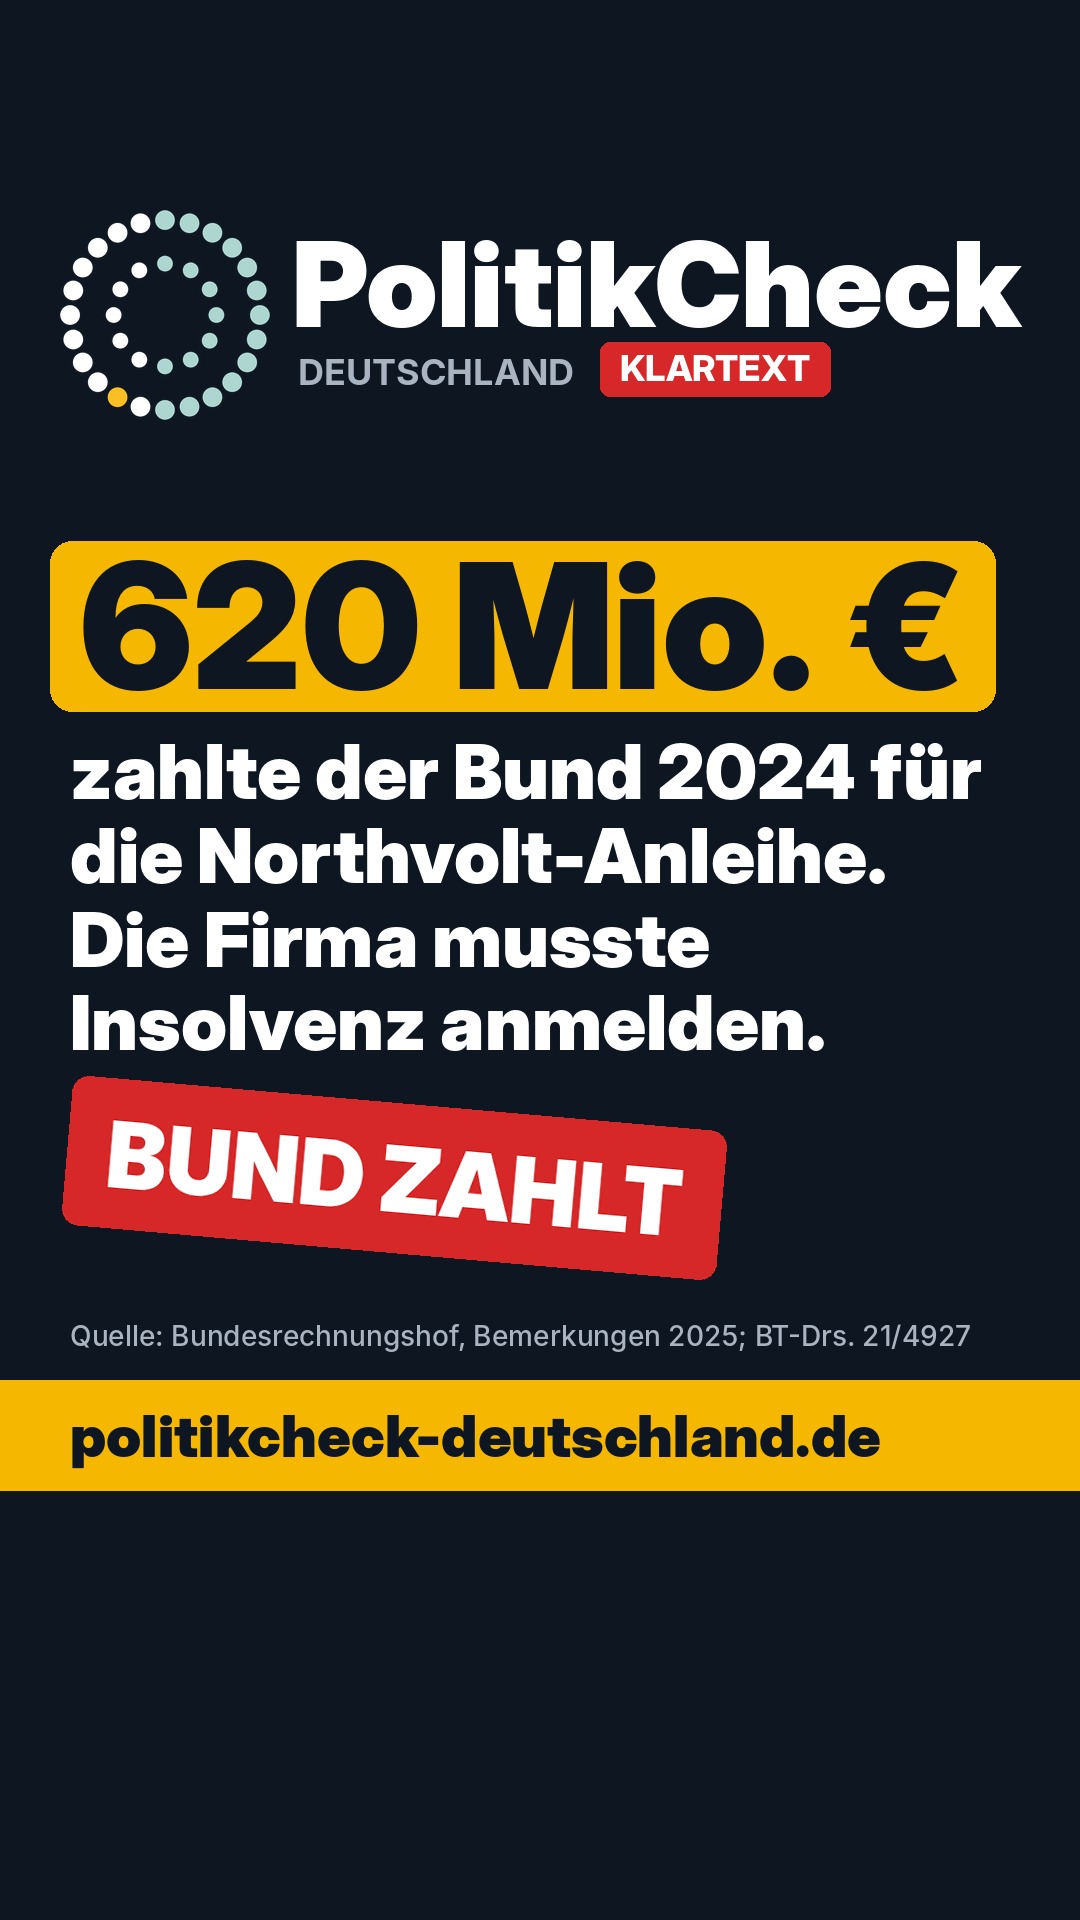 PolitikCheck
DEUTSCHLAND KLARTEXT
620 Mio. €
zahlte der Bund 2024 für
die Northvolt-Anleihe.
Die Firma musste
Insolvenz anmelden.
BUND ZAHLT
Quelle: Bundesrechnungshof, Bemerkungen 2025; BT-Drs. 21/4927
politikcheck-deutschland.de